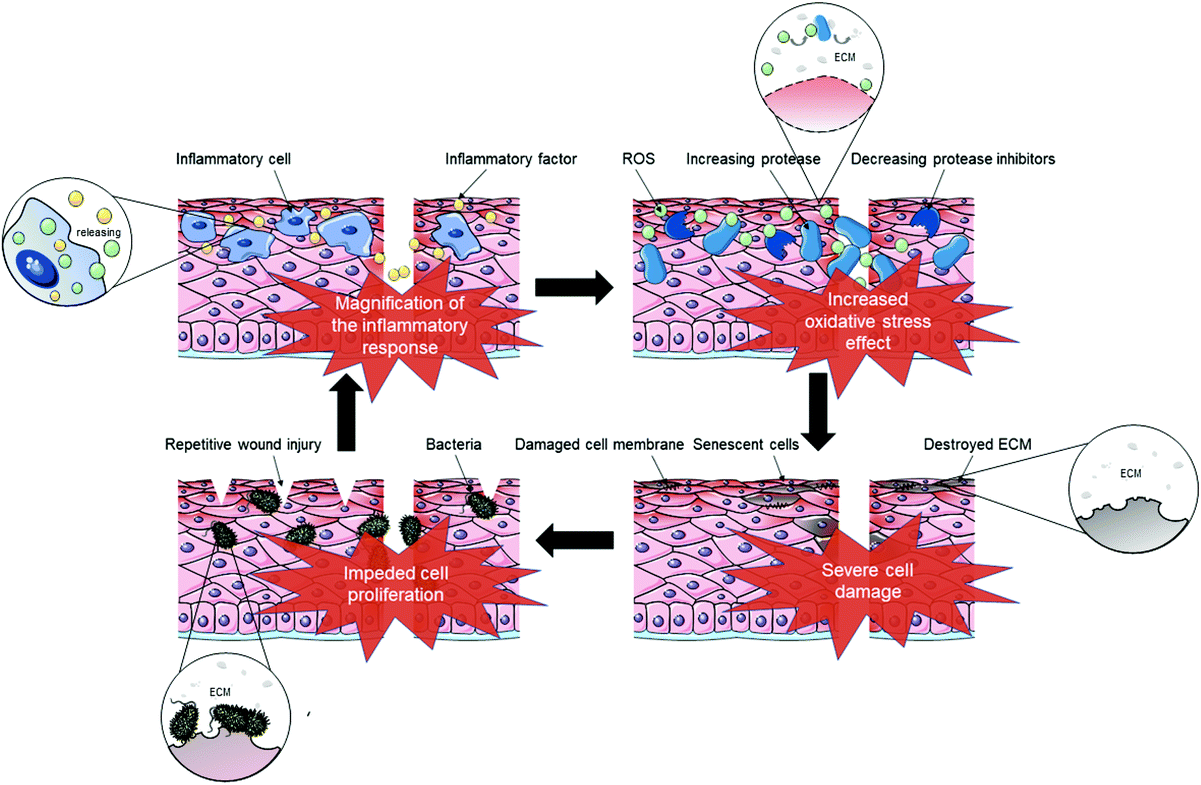 ECM
Inflammatory cell
Inflammatory factor
ROS
Increasing protease
Decreasing protease inhibitors
releasing
Magnification of
the inflammatory
response
Increased
oxidative stress
effect
Repetitive wound injury
Bacteria
Damaged cell membrane
Senescent cells
Destroyed ECM
ECM
Impeded cell
proliferation
Severe cell
damage
ECM